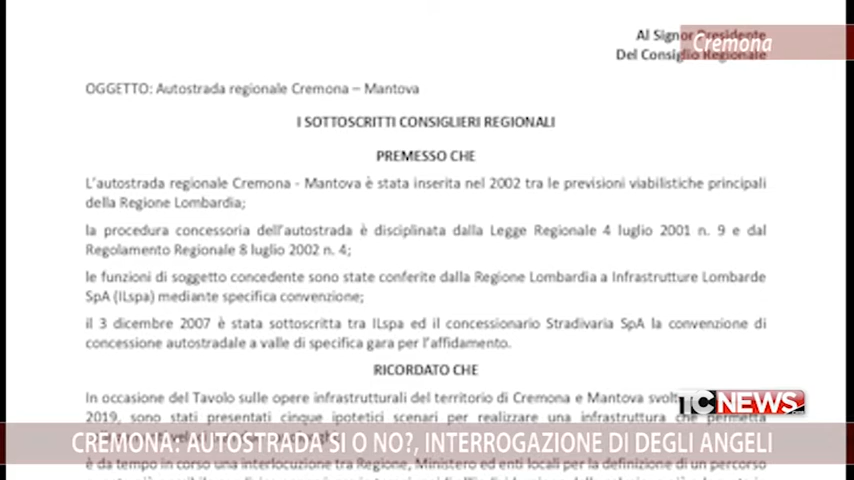 Al Signor Presidente
Del Consiglio Regionale
Cremona
OGGETTO: Autostrada regionale Cremona – Mantova
I SOTTOSCRITTI CONSIGLIERI REGIONALI
PREMESSO CHE
L'autostrada regionale Cremona - Mantova è stata inserita nel 2002 tra le previsioni viabilistiche principali
della Regione Lombardia;
la procedura concessoria dell'autostrada è disciplinata dalla Legge Regionale 4 luglio 2001 n. 9 e dal
Regolamento Regionale 8 luglio 2002 n. 4;
le funzioni di soggetto concedente sono state conferite dalla Regione Lombardia a Infrastrutture Lombarde
SpA (ILspa) mediante specifica convenzione;
il 3 dicembre 2007 è stata sottoscritta tra ILspa ed il concessionario Stradivaria SpA la convenzione di
concessione autostradale a valle di specifica gara per l'affidamento.
RICORDATO CHE
In occasione del Tavolo sulle opere infrastrutturali del territorio di Cremona e Mantova
2019, sono stati presentati cinque ipotetici scenari per realizzare una infrastruttura che permetta
TC NEWS
CREMONA: AUTOSTRADA SI O NO?, INTERROGAZIONE DI DEGLI ANGELI
è da tempo in corso una interlocuzione tra Regione, Ministero ed enti locali per la definizione di un percorso